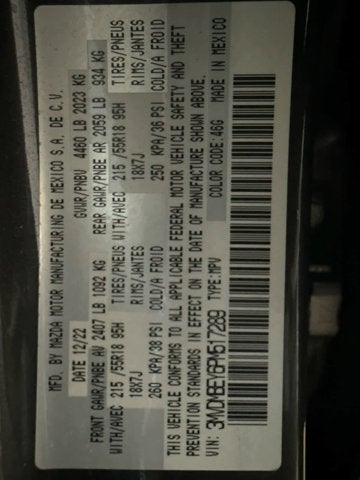 MFD. BY MAZDA MOTOR MANUFACTURING DE MEXICO S.A. DE C.V.
DATE: 12/22 GVWR/PNBV 4460 LB 2023 KG
FRONT GAWR/PNBE AV 2407 LB 1092 KG REAR GAWR/PNBE AR 2059 LB 934 KG
WITH/AVEC 215 /55R18 95H TIRES/PNEUS WITH/AVEC 215 /55R18 95H TIRES/PNEUS
18X7J RIMS/JANTES 18X7J RIMS/JANTES
260 KPA/38 PSI COLD/A FROID 250 KPA/36 PSI COLD/A FROID
THIS VEHICLE CONFORMS TO ALL APPLICABLE FEDERAL MOTOR VEHICLE SAFETY AND THEFT
PREVENTION STANDARDS IN EFFECT ON THE DATE OF MANUFACTURE SHOWN ABOVE.
VIN: 3MVDMBEY6PM517289 TYPE:MPV COLOR: 46G MADE IN MEXICO